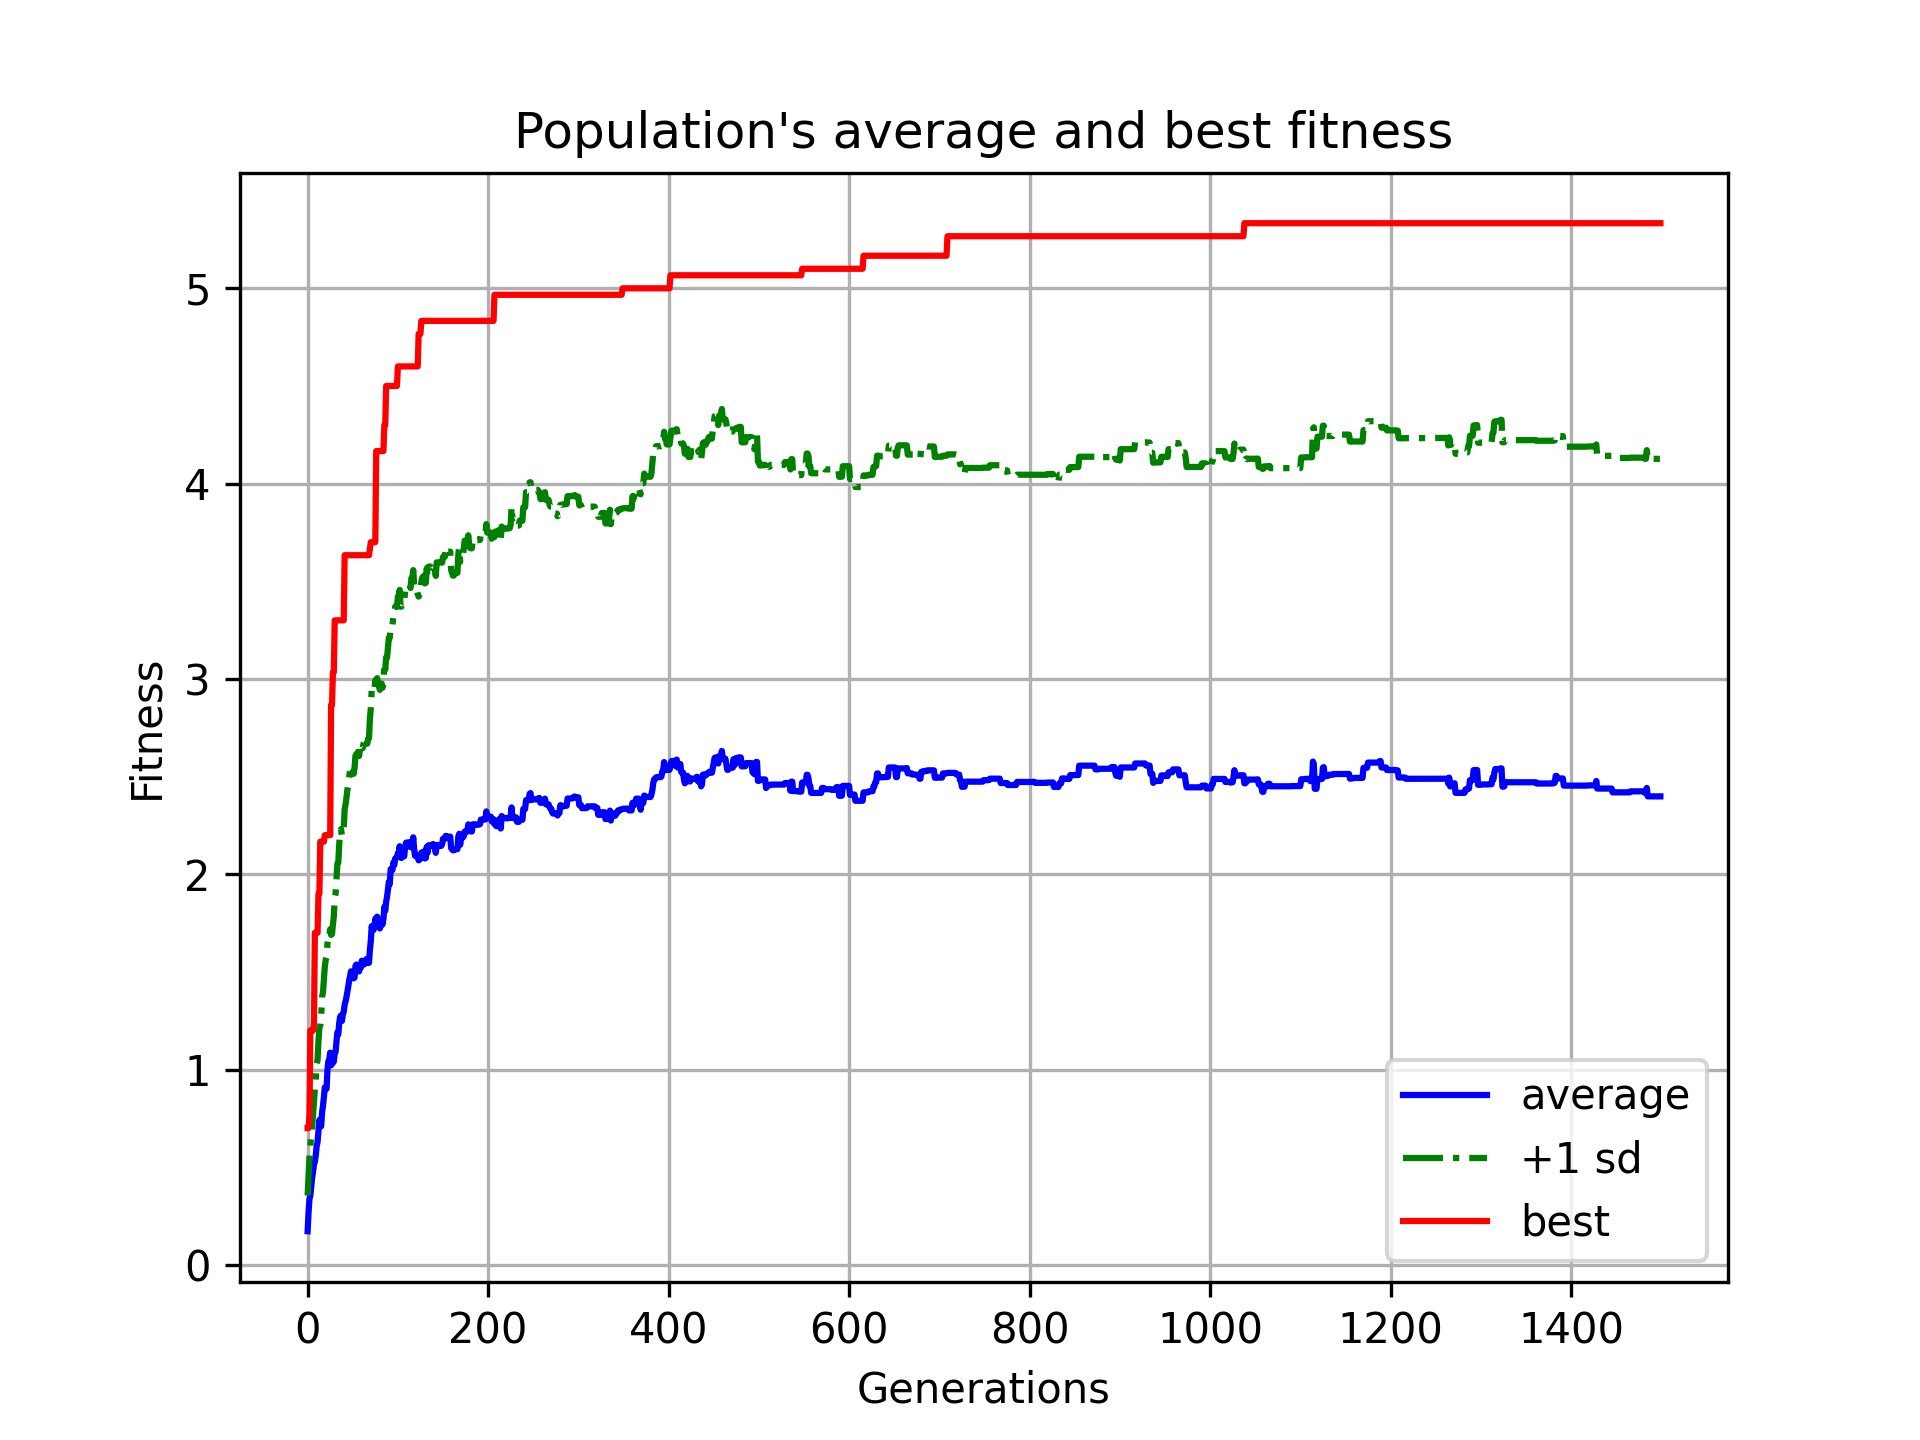 Population's average and best fitness
Fitness
5
4
3
2
1
0
0 200 400 600 800 1000 1200 1400
Generations
average
+1 sd
best